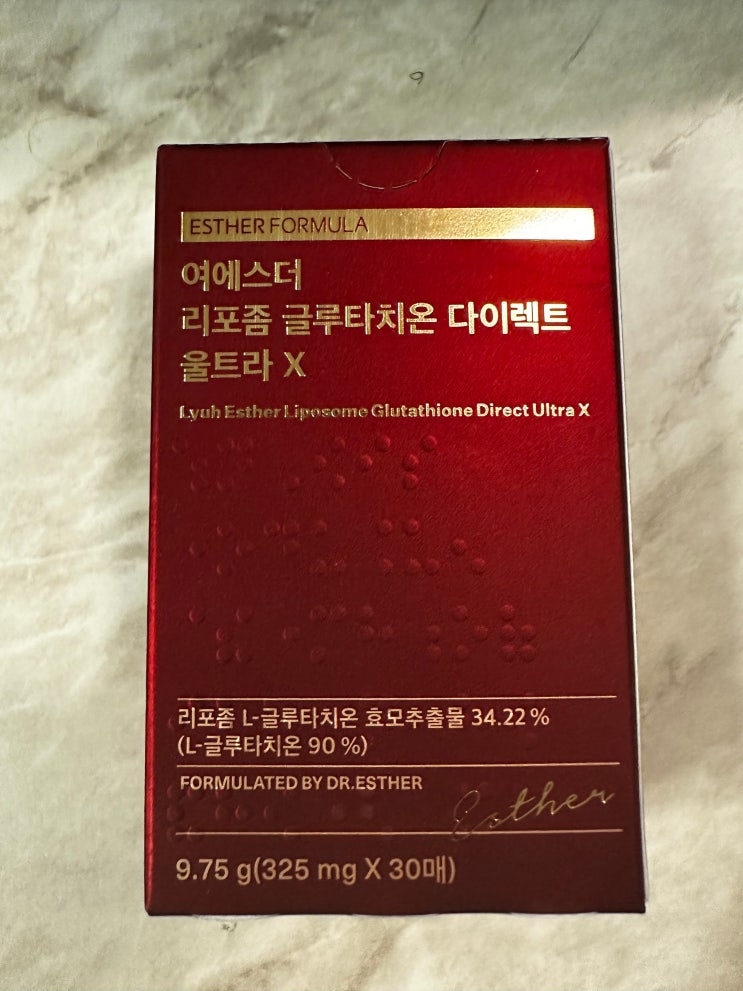 ESTHER FORMULA
여에스더
리포좀 글루타치온 다이렉트
울트라 X
Lyuh Esther Liposome Glutathione Direct Ultra X
리포좀 L-글루타치온 효모추출물 34.22 %
(L-글루타치온 90 %)
FORMULATED BY DR.ESTHER
Esther
9.75 g(325 mg X 30매)